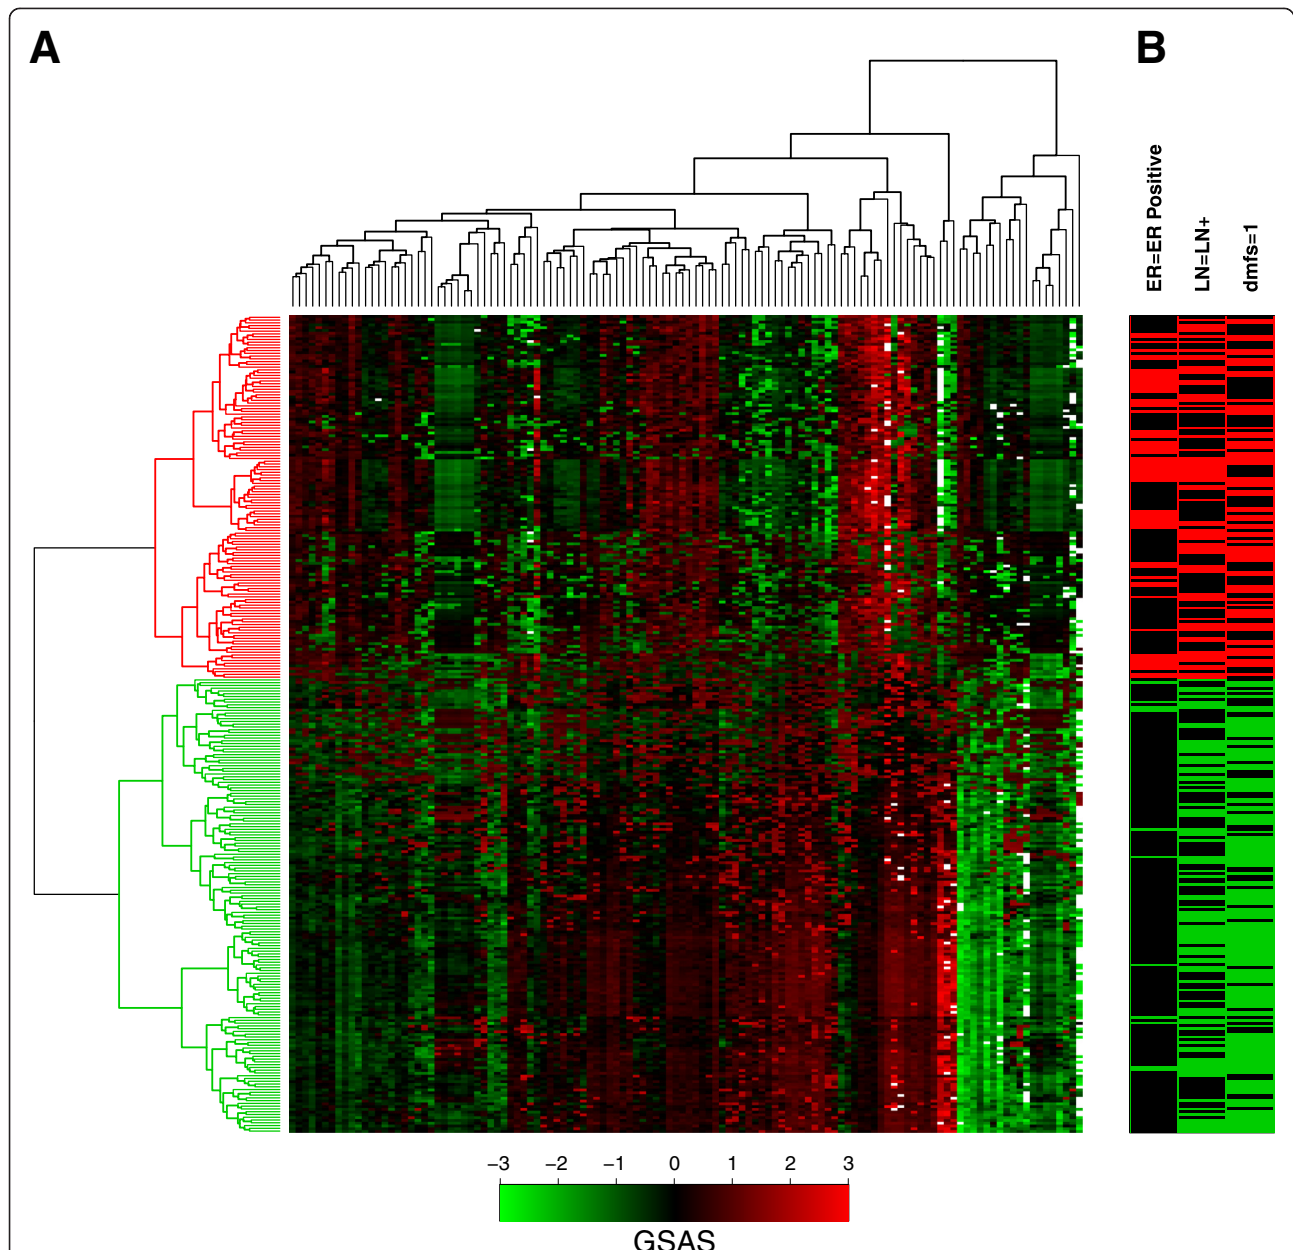 A
B
ER=ER Positive
LN=LN+
dmfs=1
−3 −2 −1 0 1 2 3
GSAS